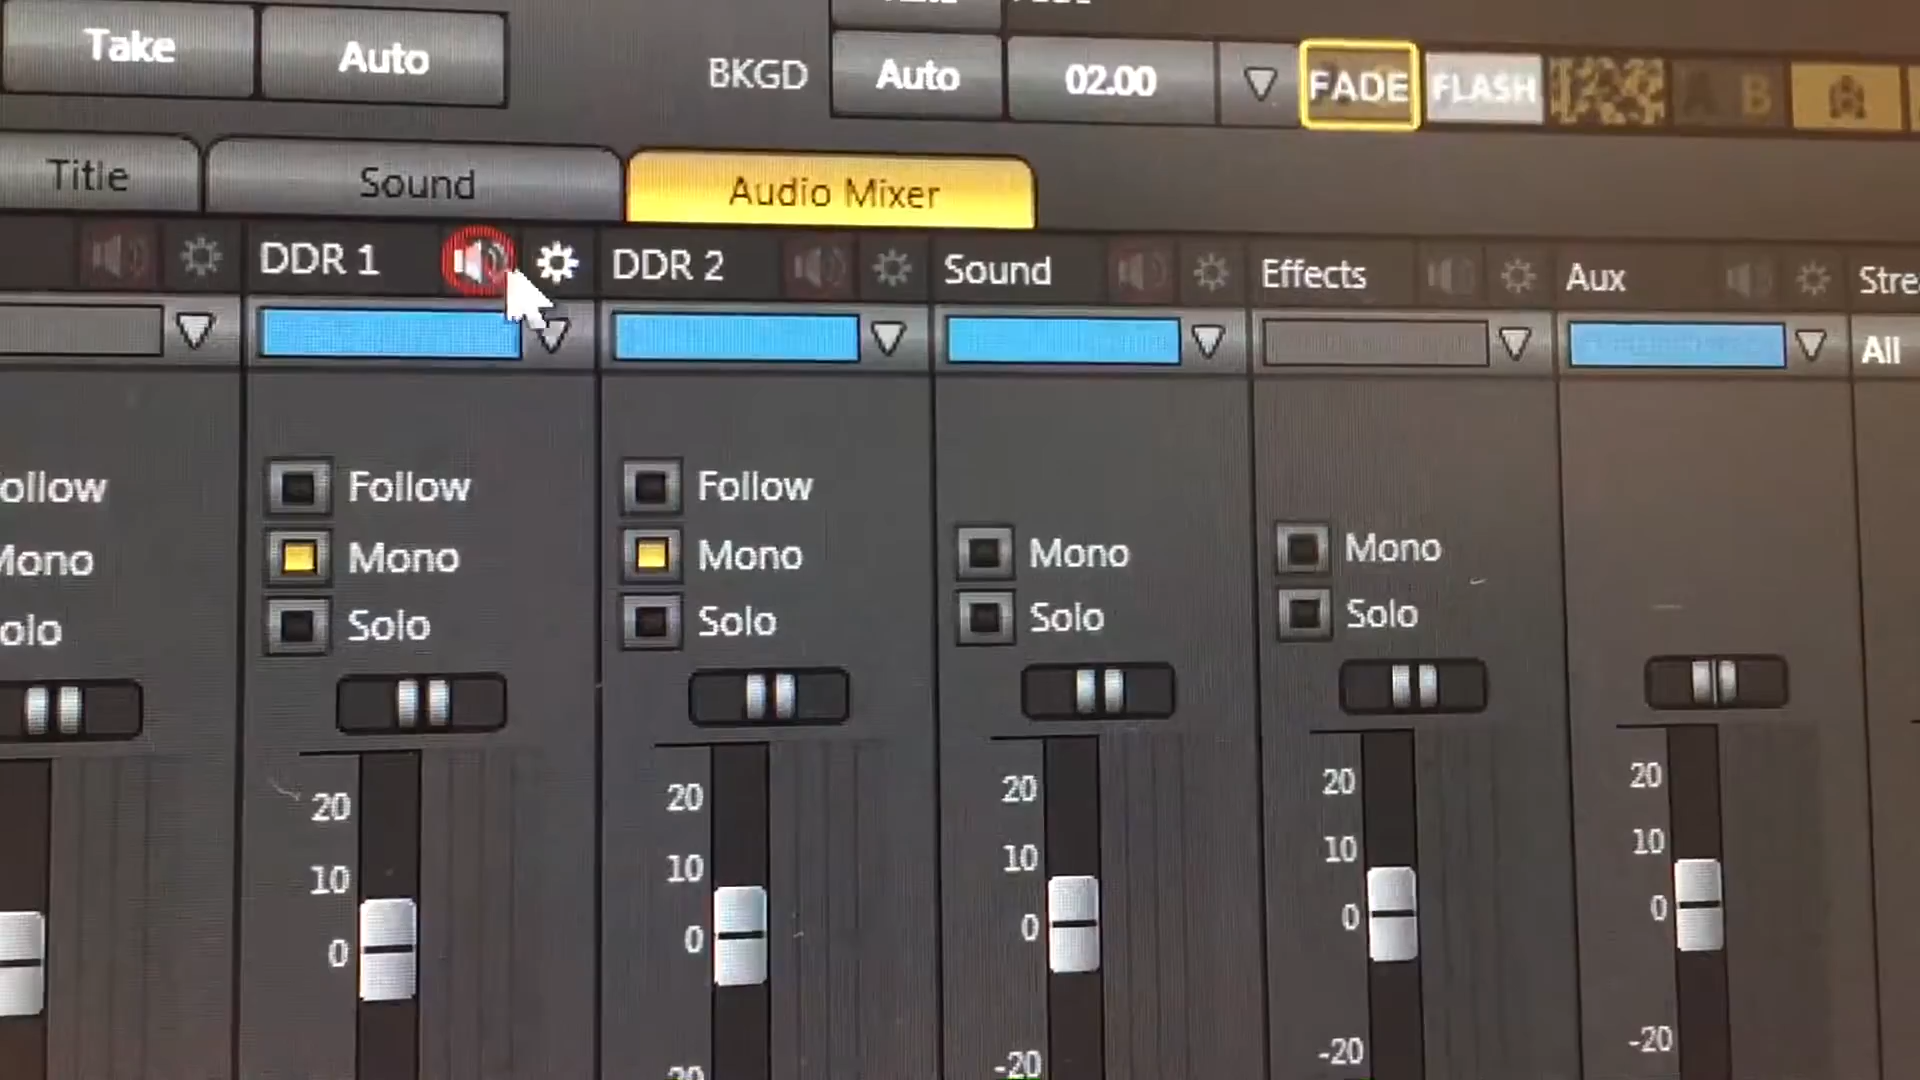 Take
Auto
BKGD
Auto
02.00
FADE
FLASH
A B
Title
Sound
Audio Mixer
DDR 1
DDR 2
Sound
Effects
Aux
Stre
All
ollow
Follow
Follow
Mono
Mono
Mono
Mono
Mono
olo
Solo
Solo
Solo
Solo
20
20
20
20
20
10
10
10
10
10
0
0
0
0
0
20
-20
-20
-20